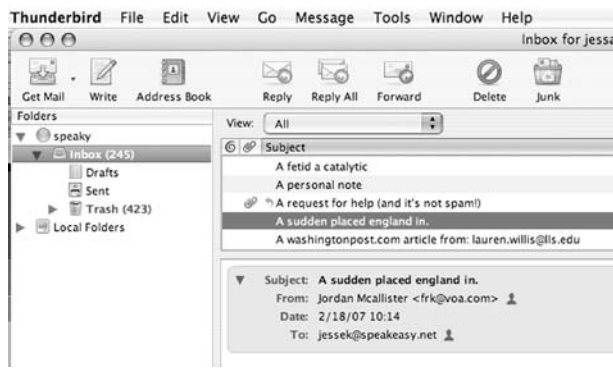 Thunderbird File Edit View Go Message Tools Window Help
Inbox for jessa
Get Mail Write Address Book Reply Reply All Forward Delete Junk
Folders
speaky
Inbox (245)
Drafts
Sent
Trash (423)
Local Folders
View: All
Subject
A fetid a catalytic
A personal note
A request for help (and it's not spam!)
A sudden placed england in.
A washingtonpost.com article from: lauren.willis@lls.edu
Subject: A sudden placed england in.
From: Jordan Mcallister <frk@voa.com>
Date: 2/18/07 10:14
To: jessek@speakeasy.net